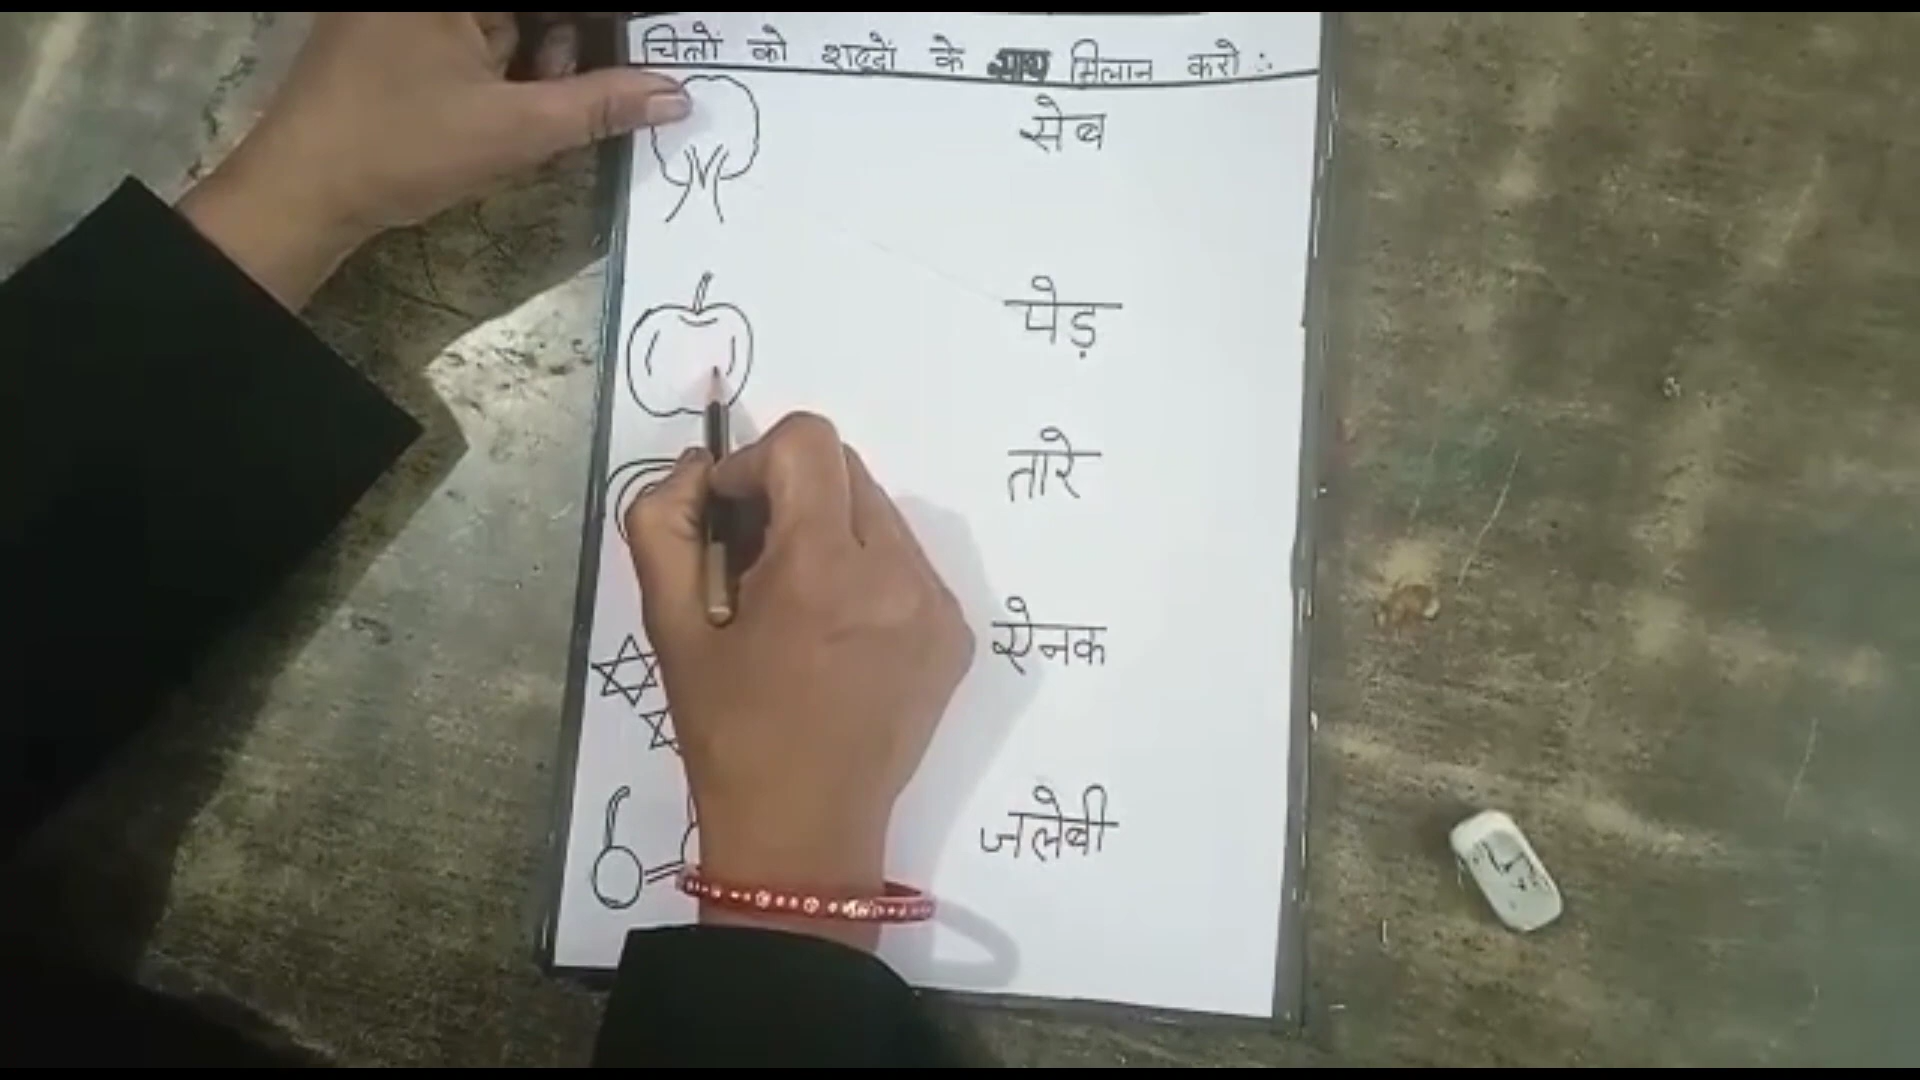 चित्रों को शब्दों के साथ मिलान करो :-
सेब
पेड़
तारे
ऐनक
जलेबी